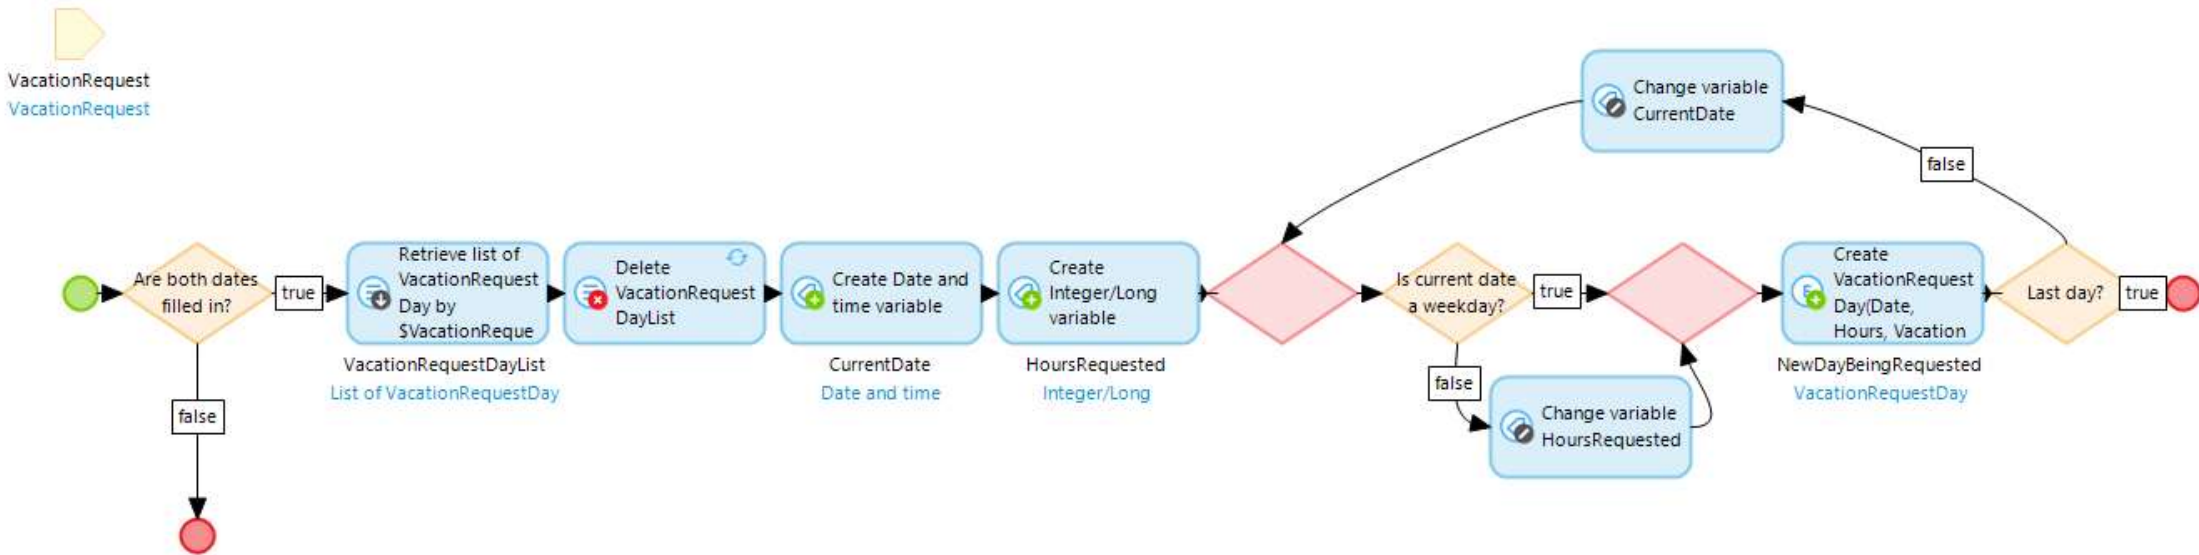 VacationRequest
VacationRequest
Are both dates
filled in?
true
false
Retrieve list of
VacationRequest
Day by
$VacationReque
VacationRequestDayList
List of VacationRequestDay
Delete
VacationRequest
DayList
Create Date and
time variable
CurrentDate
Date and time
Create
Integer/Long
variable
HoursRequested
Integer/Long
Is current date
a weekday?
true
false
Change variable
HoursRequested
Create
VacationRequest
Day(Date,
Hours, Vacation
NewDayBeingRequested
VacationRequestDay
Last day?
true
false
Change variable
CurrentDate